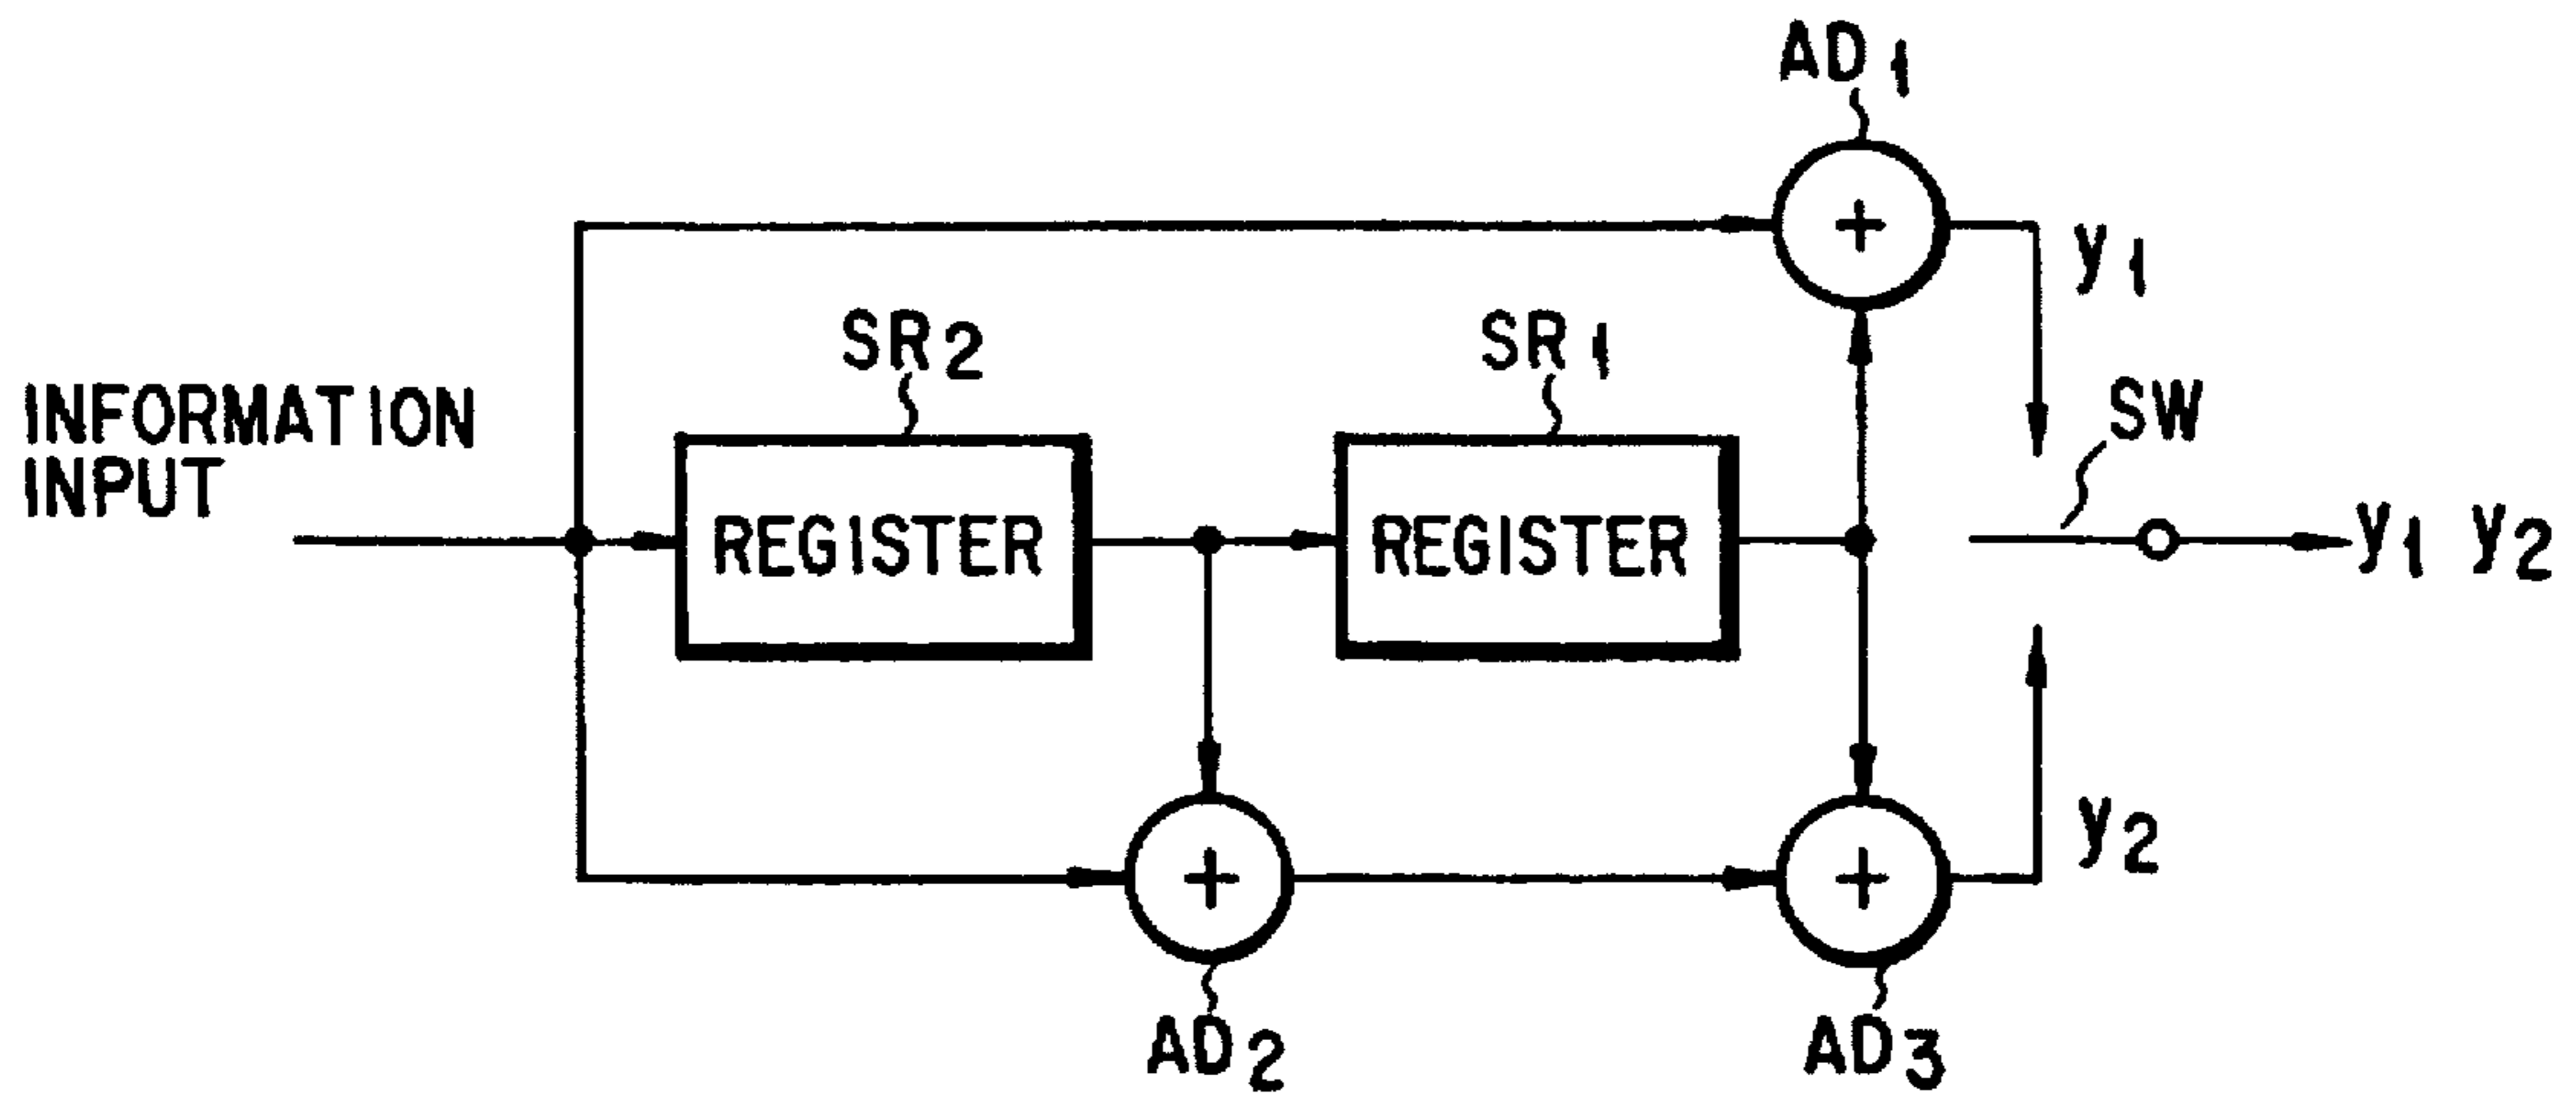 AD1
y1
SR2
SR1
INFORMATION
INPUT
SW
REGISTER
REGISTER
y1 y2
y2
AD2
AD3